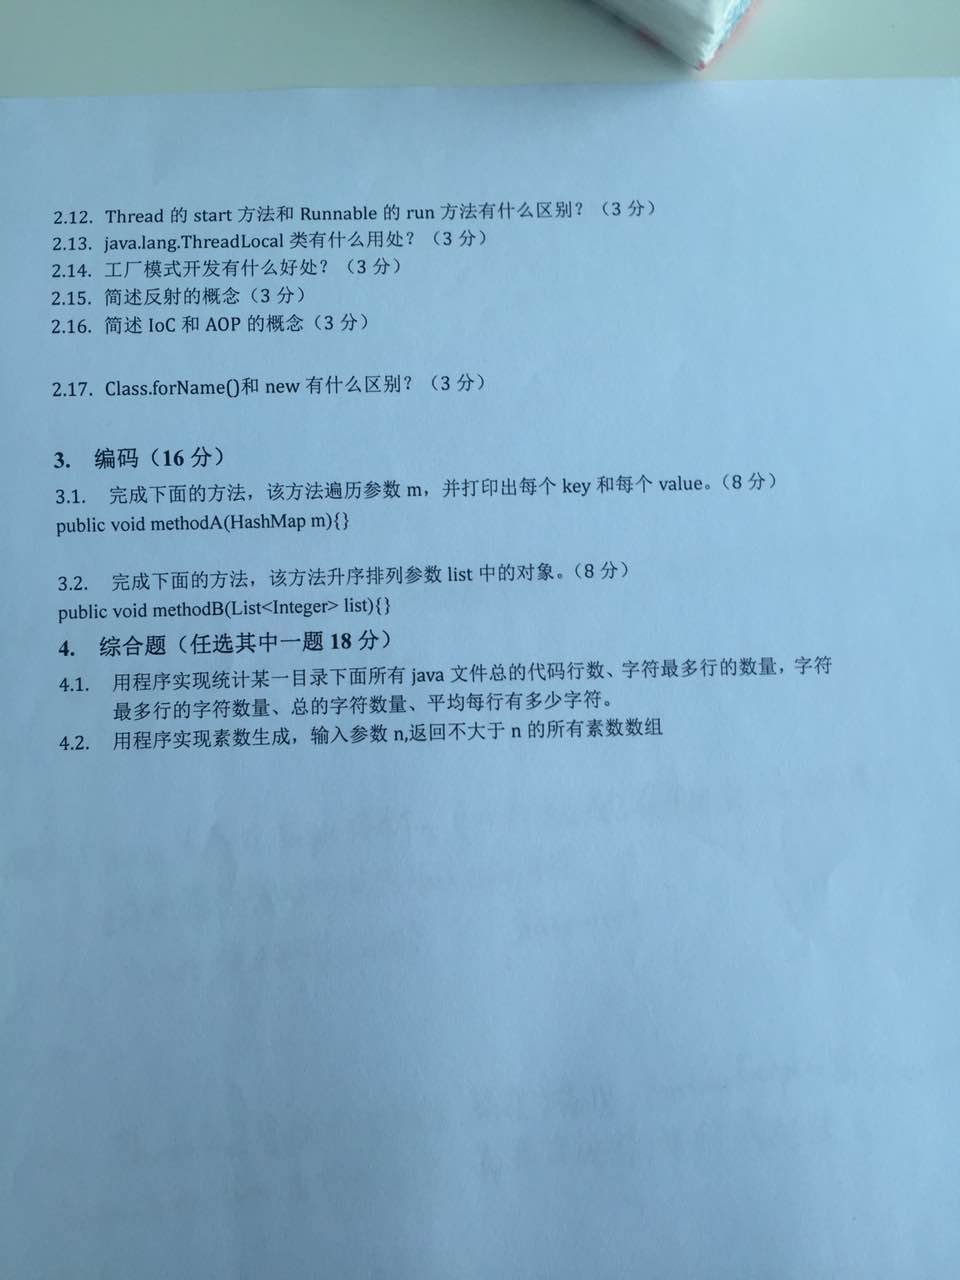 2.12. Thread 的 start 方法和 Runnable 的 run 方法有什么区别？（3 分）
2.13. java.lang.ThreadLocal 类有什么用处？（3 分）
2.14. 工厂模式开发有什么好处？（3 分）
2.15. 简述反射的概念（3 分）
2.16. 简述 IoC 和 AOP 的概念（3 分）
2.17. Class.forName()和 new 有什么区别？（3 分）
3. 编码（16 分）
3.1. 完成下面的方法，该方法遍历参数 m，并打印出每个 key 和每个 value。（8 分）
public void methodA(HashMap m){}
3.2. 完成下面的方法，该方法升序排列参数 list 中的对象。（8 分）
public void methodB(List<Integer> list){}
4. 综合题（任选其中一题 18 分）
4.1. 用程序实现统计某一目录下面所有 java 文件总的代码行数、字符最多行的数量，字符
最多行的字符数量、总的字符数量、平均每行有多少字符。
4.2. 用程序实现素数生成，输入参数 n,返回不大于 n 的所有素数数组